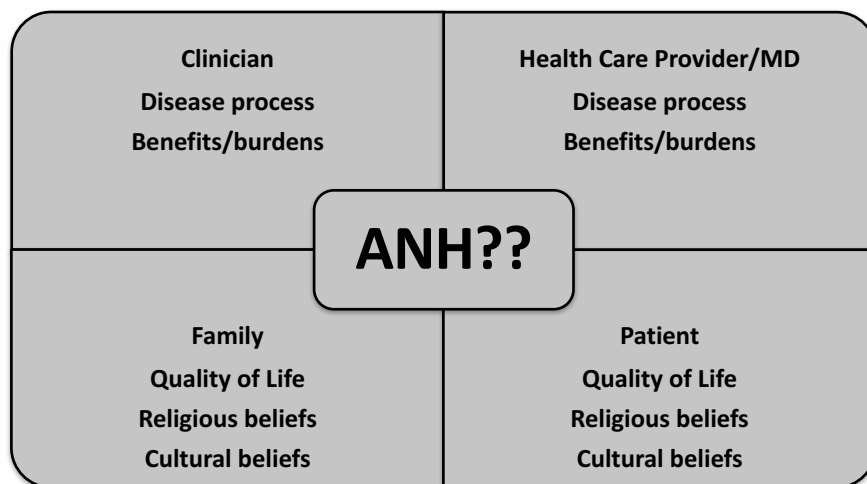 Clinician
Disease process
Benefits/burdens
Health Care Provider/MD
Disease process
Benefits/burdens
ANH??
Family
Quality of Life
Religious beliefs
Cultural beliefs
Patient
Quality of Life
Religious beliefs
Cultural beliefs